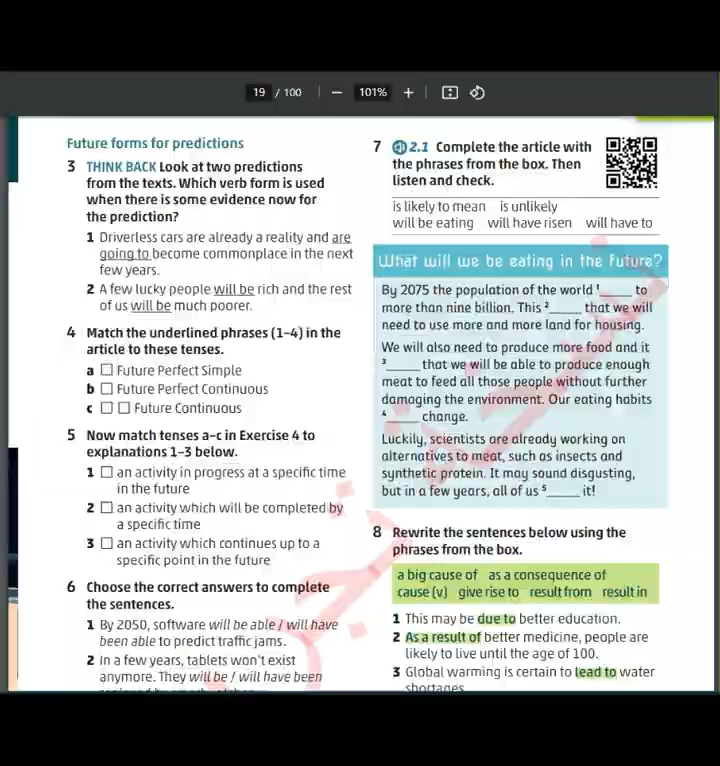 19 / 100 − 101% +
Future forms for predictions
3 THINK BACK Look at two predictions
from the texts. Which verb form is used
when there is some evidence now for
the prediction?
1 Driverless cars are already a reality and are
going to become commonplace in the next
few years.
2 A few lucky people will be rich and the rest
of us will be much poorer.
4 Match the underlined phrases (1–4) in the
article to these tenses.
a Future Perfect Simple
b Future Perfect Continuous
c Future Continuous
5 Now match tenses a–c in Exercise 4 to
explanations 1–3 below.
1 an activity in progress at a specific time
in the future
2 an activity which will be completed by
a specific time
3 an activity which continues up to a
specific point in the future
6 Choose the correct answers to complete
the sentences.
1 By 2050, software will be able / will have
been able to predict traffic jams.
2 In a few years, tablets won't exist
anymore. They will be / will have been
7 2.1 Complete the article with
the phrases from the box. Then
listen and check.
is likely to mean is unlikely
will be eating will have risen will have to
What will we be eating in the future?
By 2075 the population of the world 1____ to
more than nine billion. This 2____ that we will
need to use more and more land for housing.
We will also need to produce more food and it
3____ that we will be able to produce enough
meat to feed all those people without further
damaging the environment. Our eating habits
4____ change.
Luckily, scientists are already working on
alternatives to meat, such as insects and
synthetic protein. It may sound disgusting,
but in a few years, all of us 5____ it!
8 Rewrite the sentences below using the
phrases from the box.
a big cause of as a consequence of
cause (v) give rise to result from result in
1 This may be due to better education.
2 As a result of better medicine, people are
likely to live until the age of 100.
3 Global warming is certain to lead to water
shortages